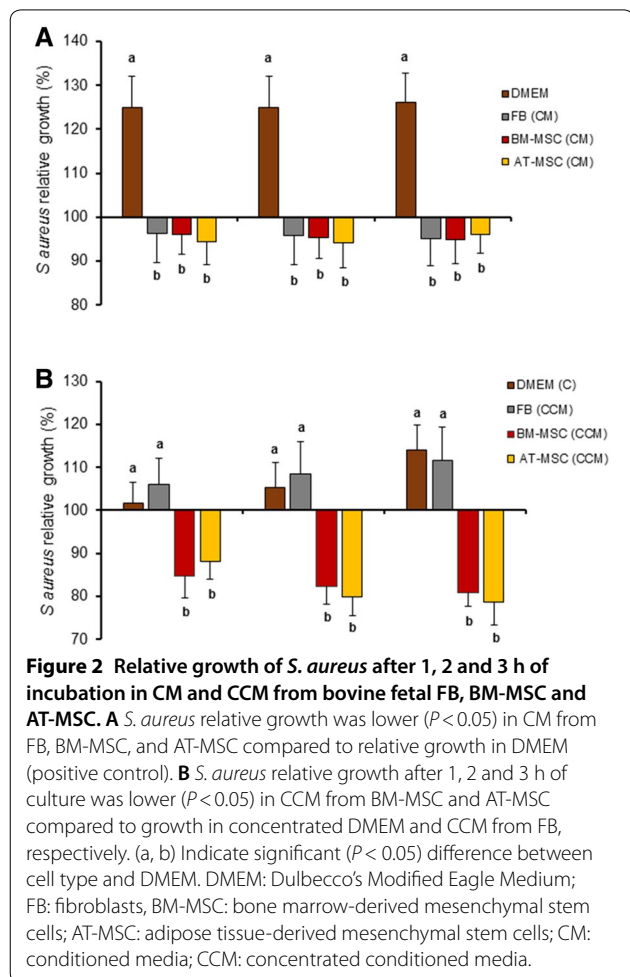 A
140
130
120
110
100
90
80
S aureus relative growth (%)
a a a
b b b b b b b b b
DMEM
FB (CM)
BM-MSC (CM)
AT-MSC (CM)
B
130
120
110
100
90
80
70
S aureus relative growth (%)
a a a a a a
b b b b b b
DMEM (C)
FB (CCM)
BM-MSC (CCM)
AT-MSC (CCM)
Figure 2 Relative growth of S. aureus after 1, 2 and 3 h of
incubation in CM and CCM from bovine fetal FB, BM-MSC and
AT-MSC. A S. aureus relative growth was lower (P < 0.05) in CM from
FB, BM-MSC, and AT-MSC compared to relative growth in DMEM
(positive control). B S. aureus relative growth after 1, 2 and 3 h of
culture was lower (P < 0.05) in CCM from BM-MSC and AT-MSC
compared to growth in concentrated DMEM and CCM from FB,
respectively. (a, b) Indicate significant (P < 0.05) difference between
cell type and DMEM. DMEM: Dulbecco's Modified Eagle Medium;
FB: fibroblasts, BM-MSC: bone marrow-derived mesenchymal stem
cells; AT-MSC: adipose tissue-derived mesenchymal stem cells; CM:
conditioned media; CCM: concentrated conditioned media.